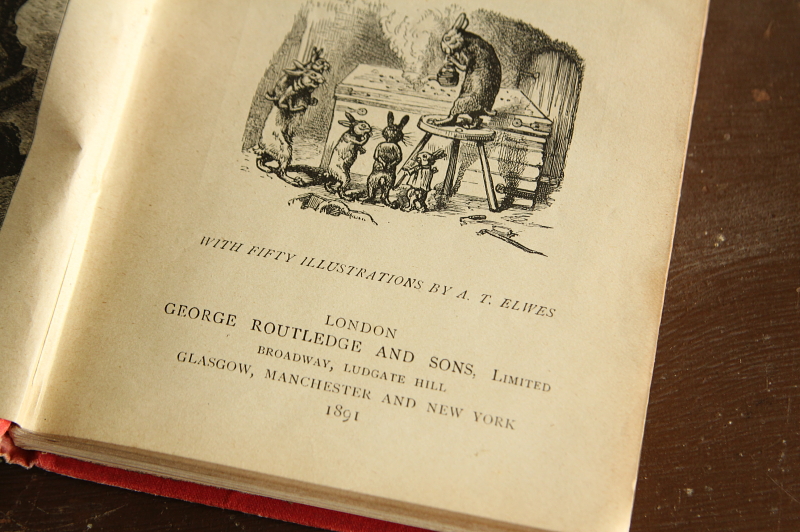 WITH FIFTY ILLUSTRATIONS BY A. T. ELWES
LONDON
GEORGE ROUTLEDGE AND SONS, LIMITED
BROADWAY, LUDGATE HILL
GLASGOW, MANCHESTER AND NEW YORK
1891